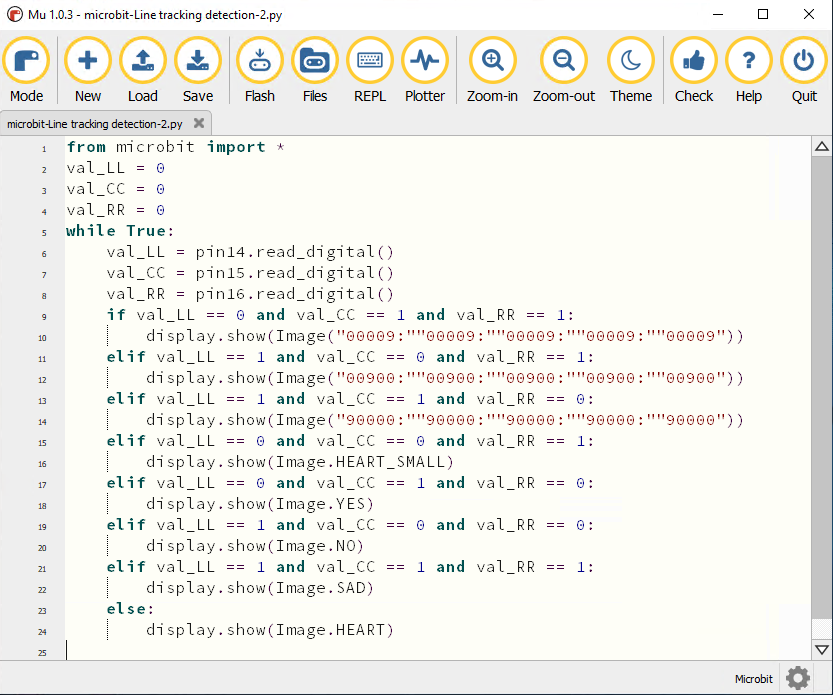 Mu 1.0.3 - microbit-Line tracking detection-2.py
Mode New Load Save Flash Files REPL Plotter Zoom-in Zoom-out Theme Check Help Quit
microbit-Line tracking detection-2.py
1 from microbit import *
2 val_LL = 0
3 val_CC = 0
4 val_RR = 0
5 while True:
6     val_LL = pin14.read_digital()
7     val_CC = pin15.read_digital()
8     val_RR = pin16.read_digital()
9     if val_LL == 0 and val_CC == 1 and val_RR == 1:
10         display.show(Image("00009:""00009:""00009:""00009:""00009"))
11     elif val_LL == 1 and val_CC == 0 and val_RR == 1:
12         display.show(Image("00900:""00900:""00900:""00900:""00900"))
13     elif val_LL == 1 and val_CC == 1 and val_RR == 0:
14         display.show(Image("90000:""90000:""90000:""90000:""90000"))
15     elif val_LL == 0 and val_CC == 0 and val_RR == 1:
16         display.show(Image.HEART_SMALL)
17     elif val_LL == 0 and val_CC == 1 and val_RR == 0:
18         display.show(Image.YES)
19     elif val_LL == 1 and val_CC == 0 and val_RR == 0:
20         display.show(Image.NO)
21     elif val_LL == 1 and val_CC == 1 and val_RR == 1:
22         display.show(Image.SAD)
23     else:
24         display.show(Image.HEART)
25
Microbit